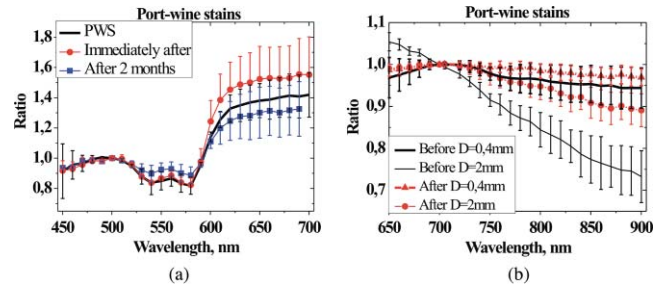 Port-wine stains
PWS
Immediately after
After 2 months
1,8
1,6
1,4
1,2
1,0
0,8
Ratio
450 500 550 600 650 700
Wavelength, nm
(a)
Port-wine stains
1,1
1,0
0,9
0,8
0,7
Ratio
Before D=0,4mm
Before D=2mm
After D=0,4mm
After D=2mm
650 700 750 800 850 900
Wavelength, nm
(b)